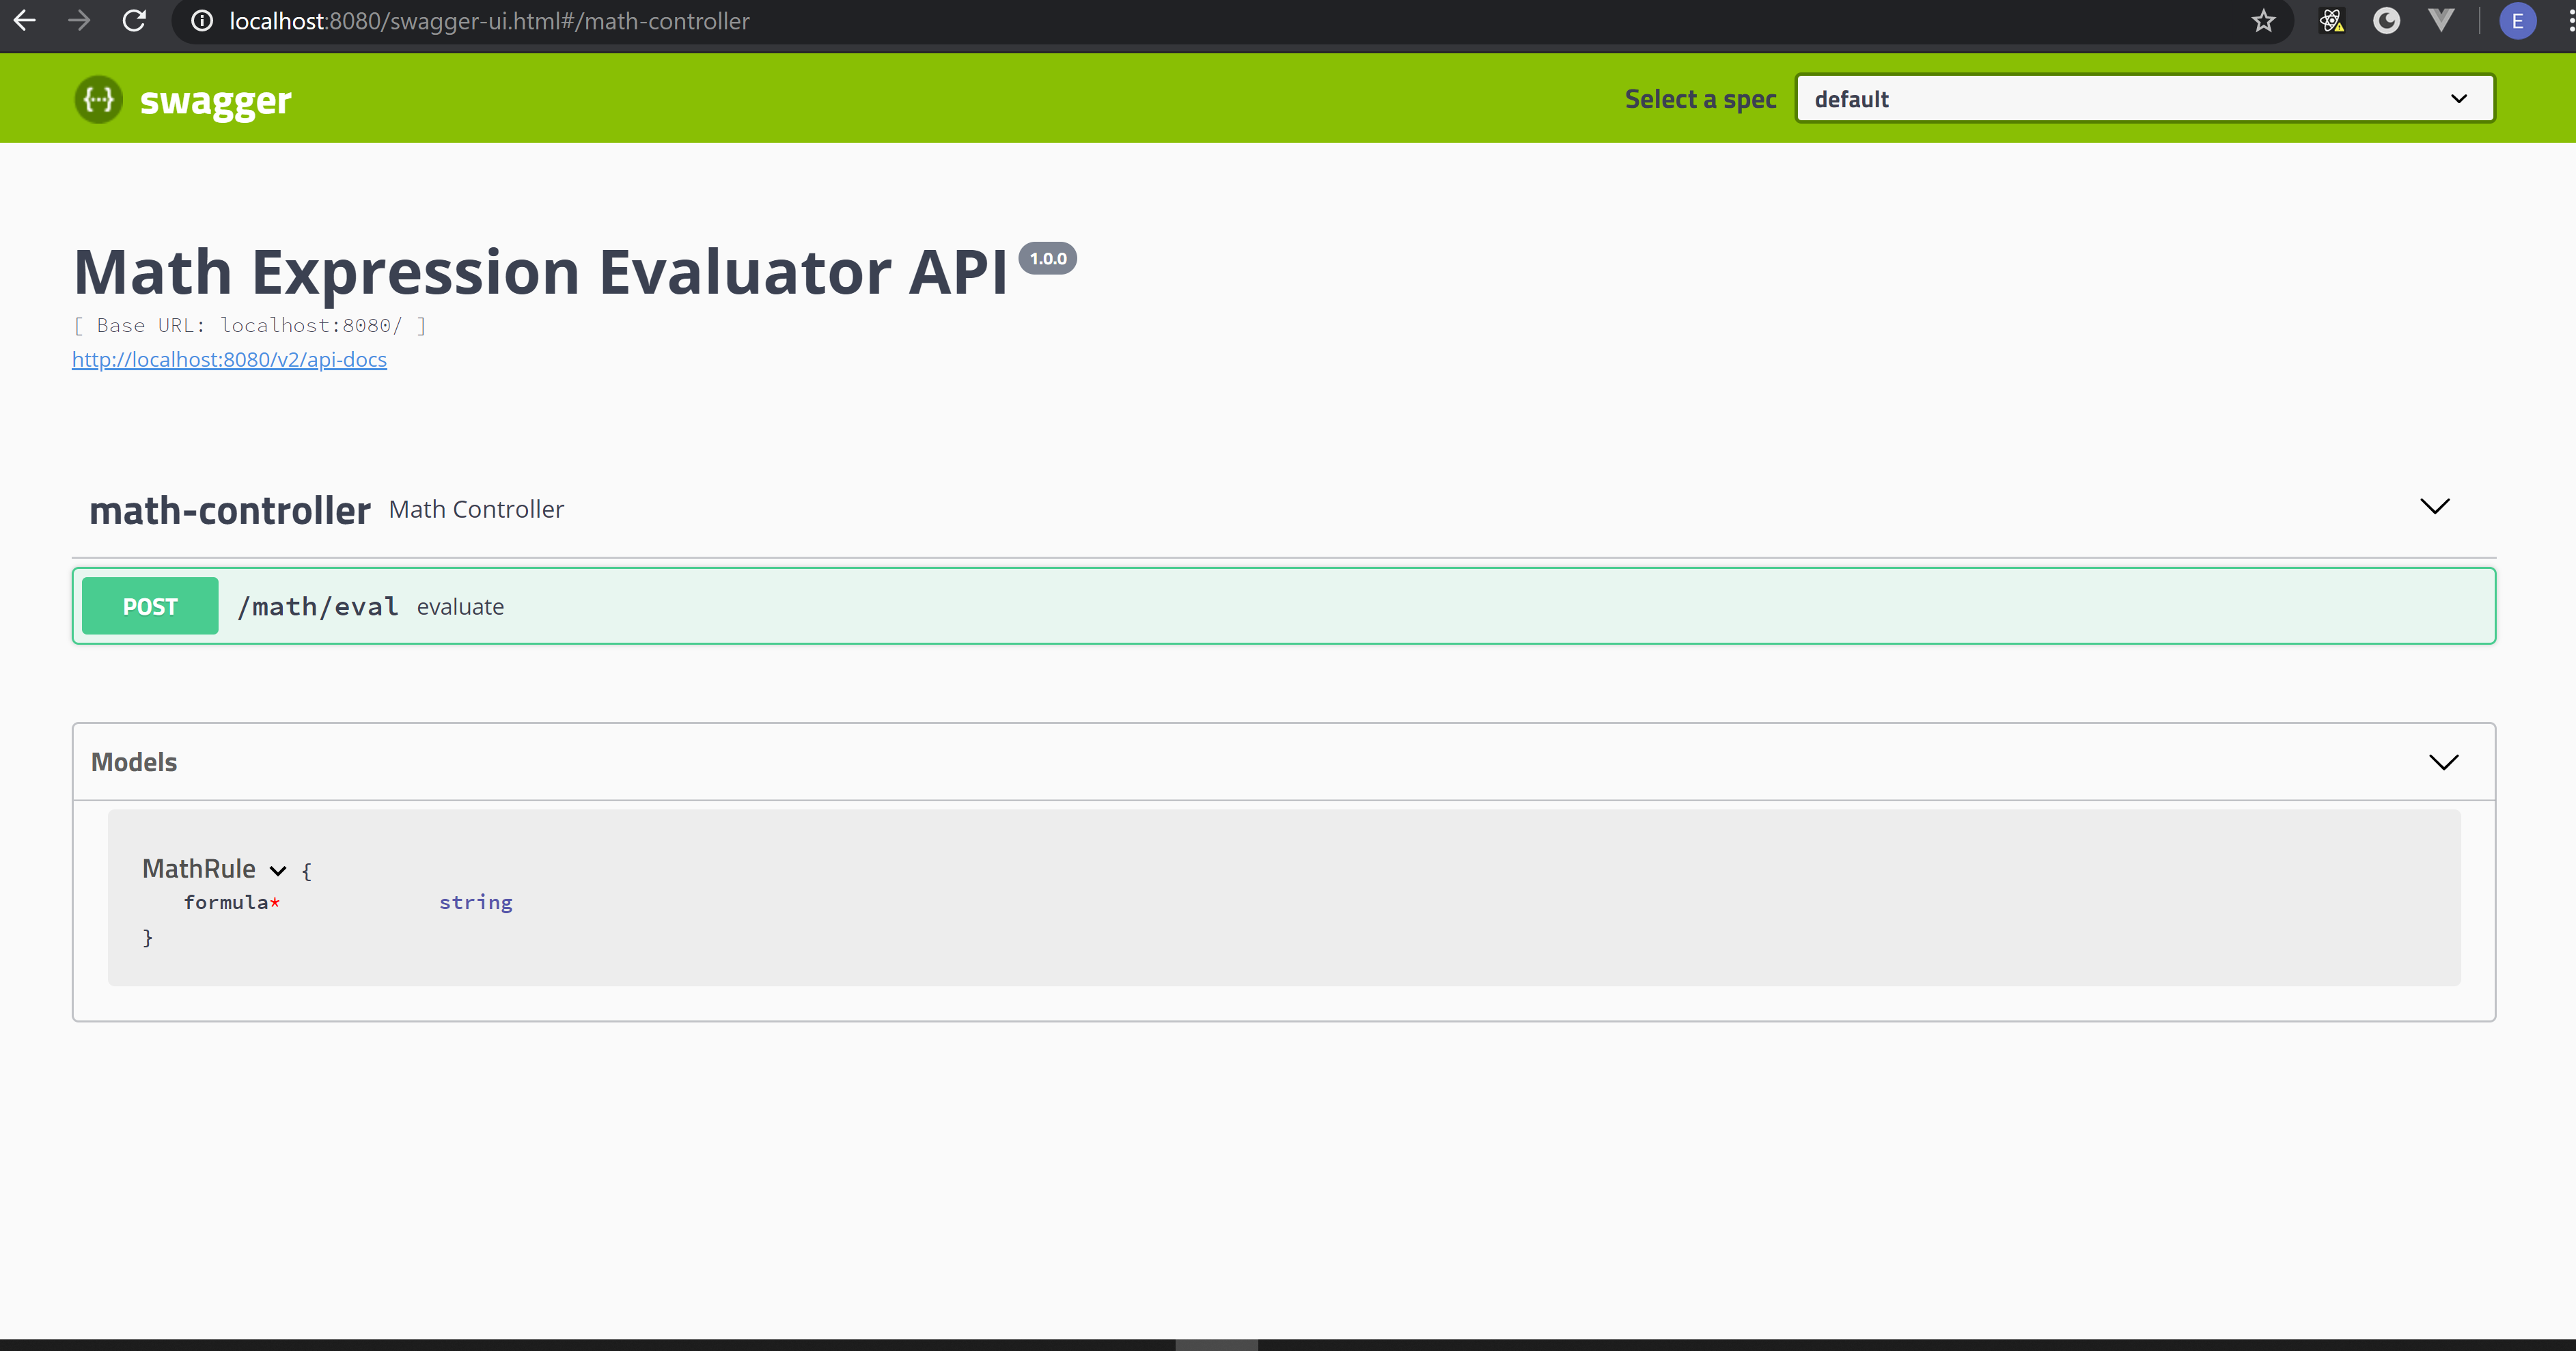 localhost:8080/swagger-ui.html#/math-controller
E
{···} swagger
Select a spec
default
Math Expression Evaluator API 1.0.0
[ Base URL: localhost:8080/ ]
http://localhost:8080/v2/api-docs
math-controller Math Controller
POST /math/eval evaluate
Models
MathRule {
formula* string
}